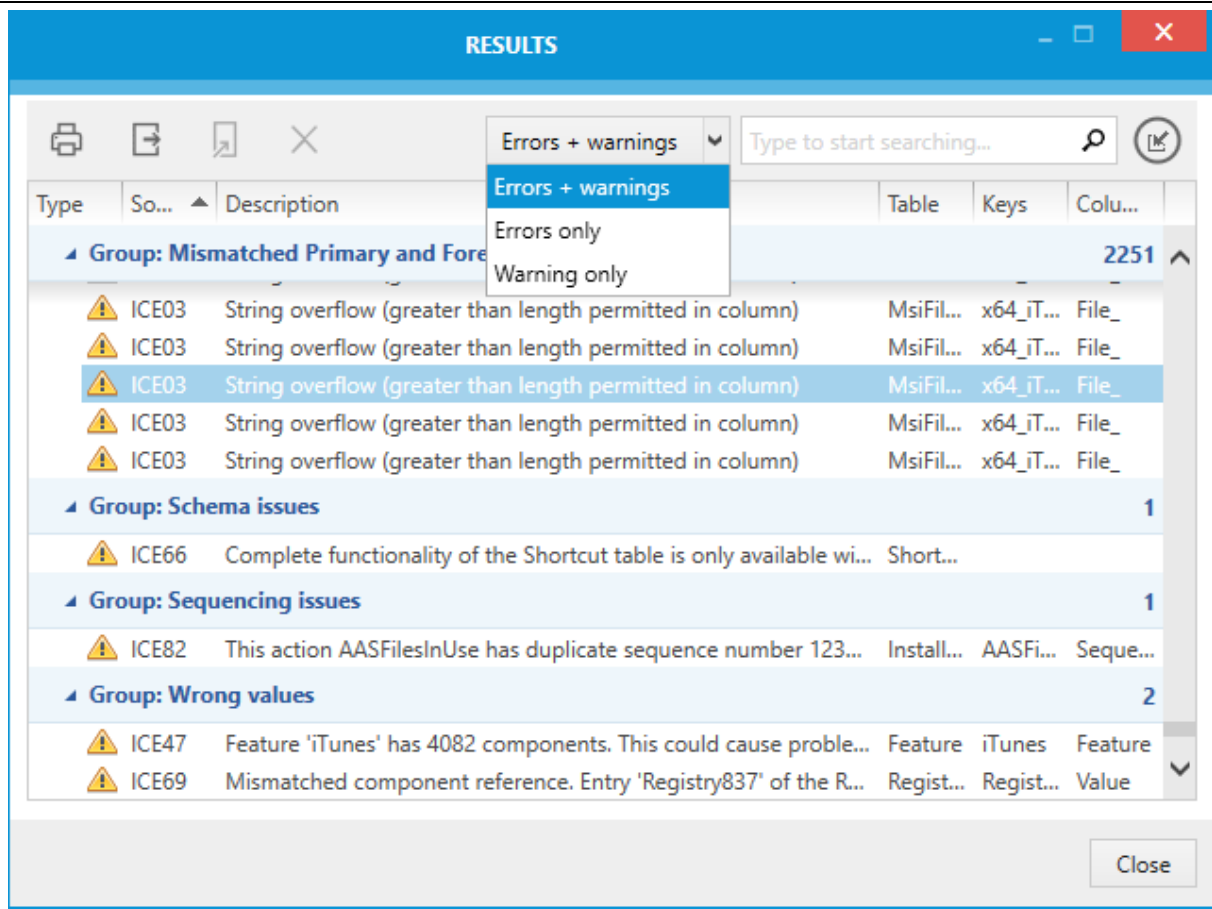 RESULTS
Errors + warnings Type to start searching...
Type So... Description Table Keys Colu...
Errors + warnings
Errors only
Warning only
Group: Mismatched Primary and Fore 2251
ICE03 String overflow (greater than length permitted in column) MsiFil... x64_iT... File_
ICE03 String overflow (greater than length permitted in column) MsiFil... x64_iT... File_
ICE03 String overflow (greater than length permitted in column) MsiFil... x64_iT... File_
ICE03 String overflow (greater than length permitted in column) MsiFil... x64_iT... File_
ICE03 String overflow (greater than length permitted in column) MsiFil... x64_iT... File_
Group: Schema issues 1
ICE66 Complete functionality of the Shortcut table is only available wi... Short...
Group: Sequencing issues 1
ICE82 This action AASFilesInUse has duplicate sequence number 123... Install... AASFi... Seque...
Group: Wrong values 2
ICE47 Feature 'iTunes' has 4082 components. This could cause proble... Feature iTunes Feature
ICE69 Mismatched component reference. Entry 'Registry837' of the R... Regist... Regist... Value
Close